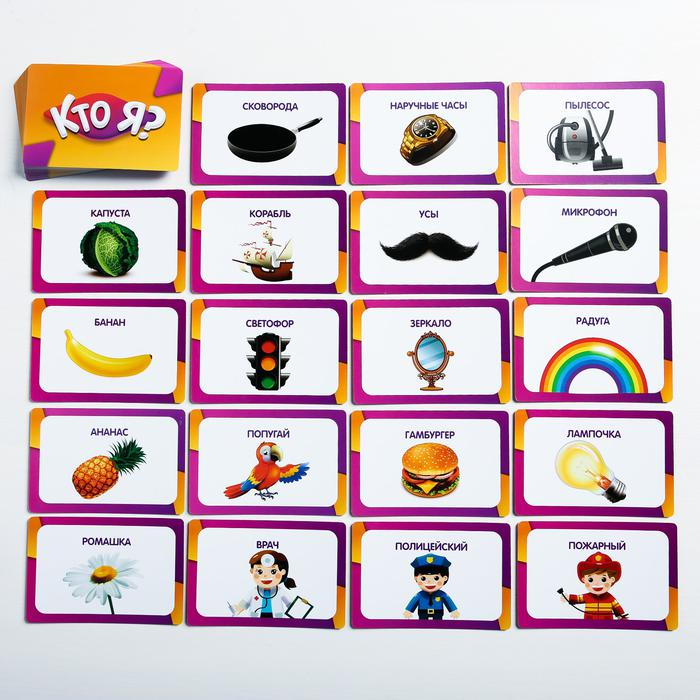 КТО Я?
СКОВОРОДА
НАРУЧНЫЕ ЧАСЫ
ПЫЛЕСОС
КАПУСТА
КОРАБЛЬ
УСЫ
МИКРОФОН
БАНАН
СВЕТОФОР
ЗЕРКАЛО
РАДУГА
АНАНАС
ПОПУГАЙ
ГАМБУРГЕР
ЛАМПОЧКА
РОМАШКА
ВРАЧ
ПОЛИЦЕЙСКИЙ
ПОЖАРНЫЙ